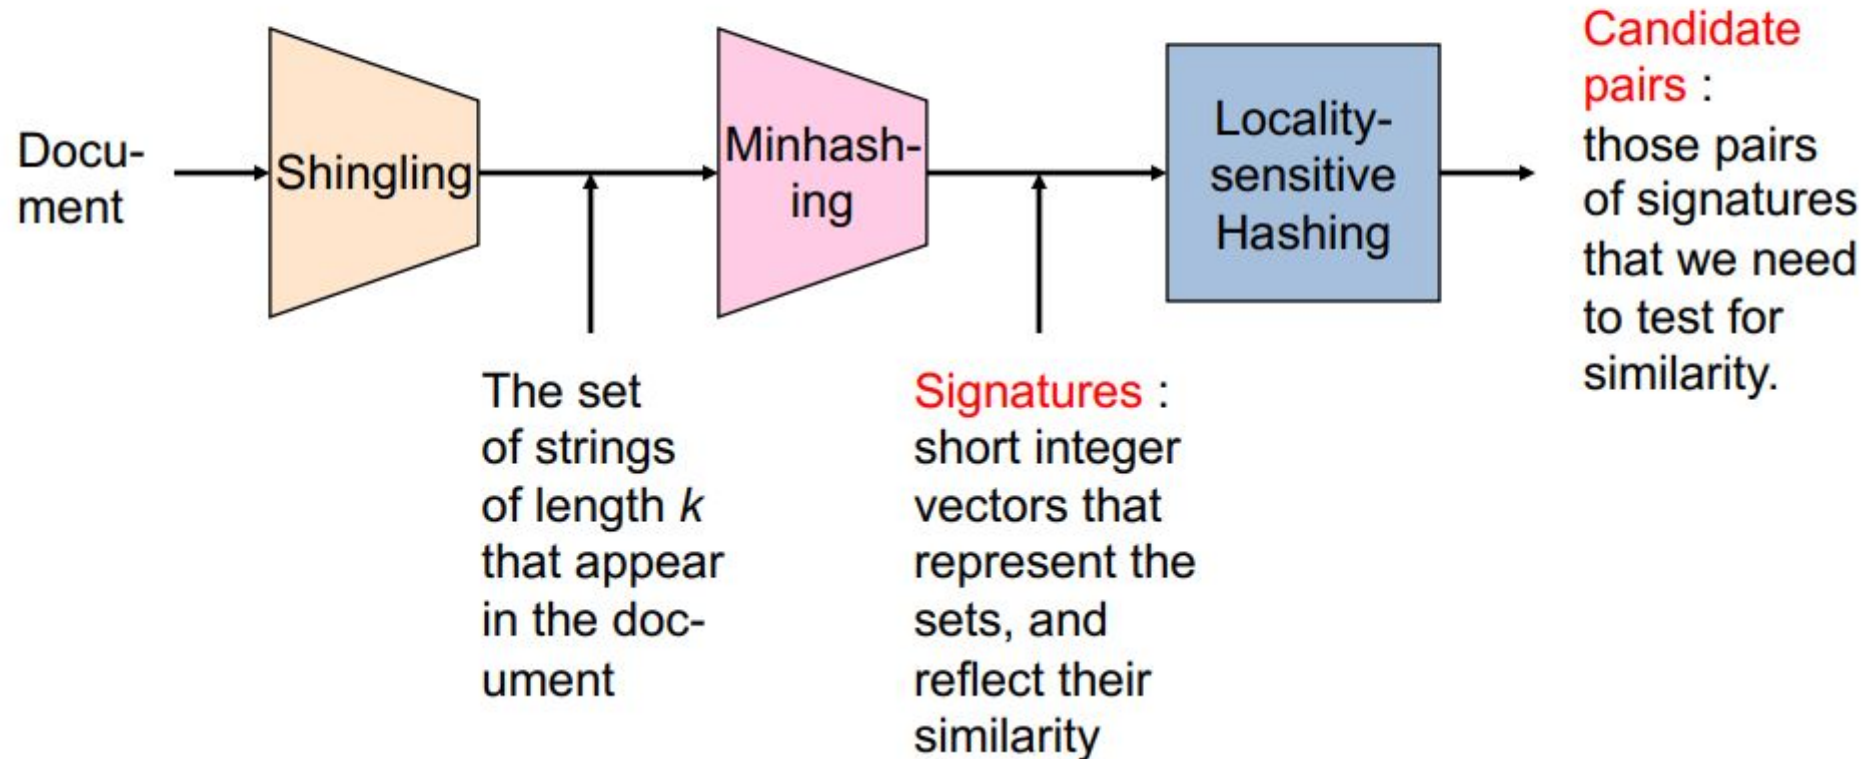 Docu-
ment
Shingling
The set
of strings
of length k
that appear
in the doc-
ument
Minhash-
ing
Signatures :
short integer
vectors that
represent the
sets, and
reflect their
similarity
Locality-
sensitive
Hashing
Candidate
pairs :
those pairs
of signatures
that we need
to test for
similarity.